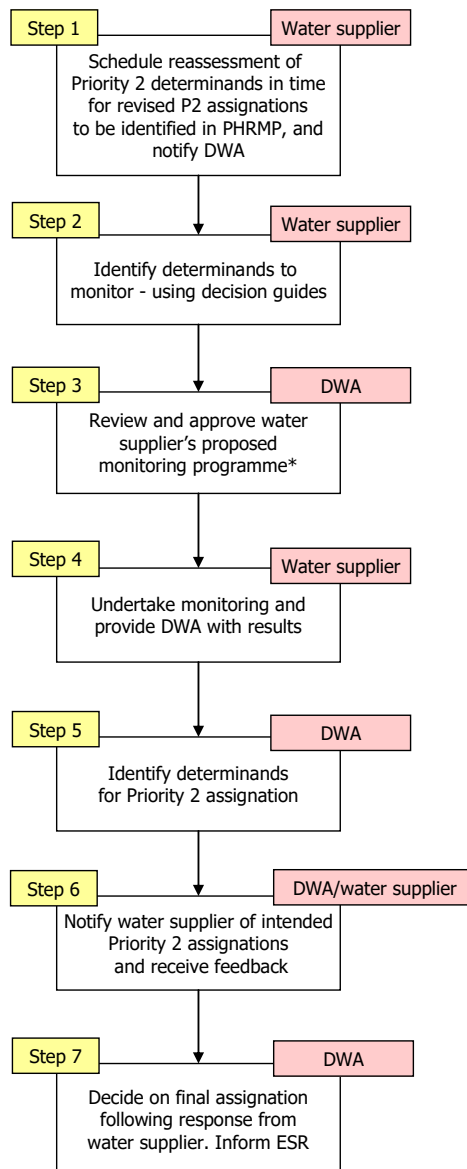 Step 1
Water supplier
Schedule reassessment of
Priority 2 determinands in time
for revised P2 assignations
to be identified in PHRMP, and
notify DWA
Step 2
Water supplier
Identify determinands to
monitor - using decision guides
Step 3
DWA
Review and approve water
supplier’s proposed
monitoring programme*
Step 4
Water supplier
Undertake monitoring and
provide DWA with results
Step 5
DWA
Identify determinands
for Priority 2 assignation
Step 6
DWA/water supplier
Notify water supplier of intended
Priority 2 assignations
and receive feedback
Step 7
DWA
Decide on final assignation
following response from
water supplier. Inform ESR